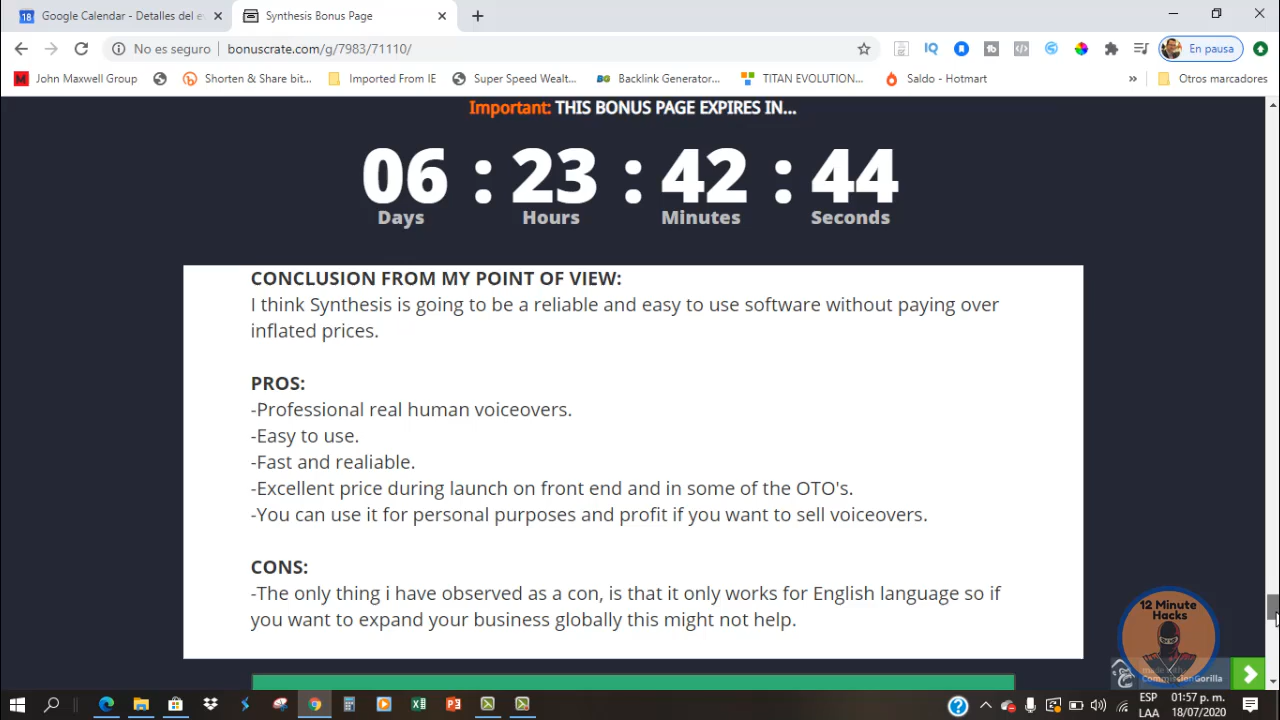 Google Calendar - Detalles del e
Synthesis Bonus Page
No es seguro
bonuscrate.com/g/7983/71110/
IQ
En pausa
John Maxwell Group
Shorten & Share bit...
Imported From IE
Super Speed Wealt...
BG
Backlink Generator...
TITAN EVOLUTION...
Saldo - Hotmart
»
Otros marcadores
Important: THIS BONUS PAGE EXPIRES IN...
06 : 23 : 42 : 44
Days Hours Minutes Seconds
CONCLUSION FROM MY POINT OF VIEW:
I think Synthesis is going to be a reliable and easy to use software without paying over
inflated prices.
PROS:
-Professional real human voiceovers.
-Easy to use.
-Fast and realiable.
-Excellent price during launch on front end and in some of the OTO's.
-You can use it for personal purposes and profit if you want to sell voiceovers.
CONS:
-The only thing i have observed as a con, is that it only works for English language so if
you want to expand your business globally this might not help.
12 Minute
Hacks
CommissionGorilla
ESP
LAA
01:57 p. m.
18/07/2020